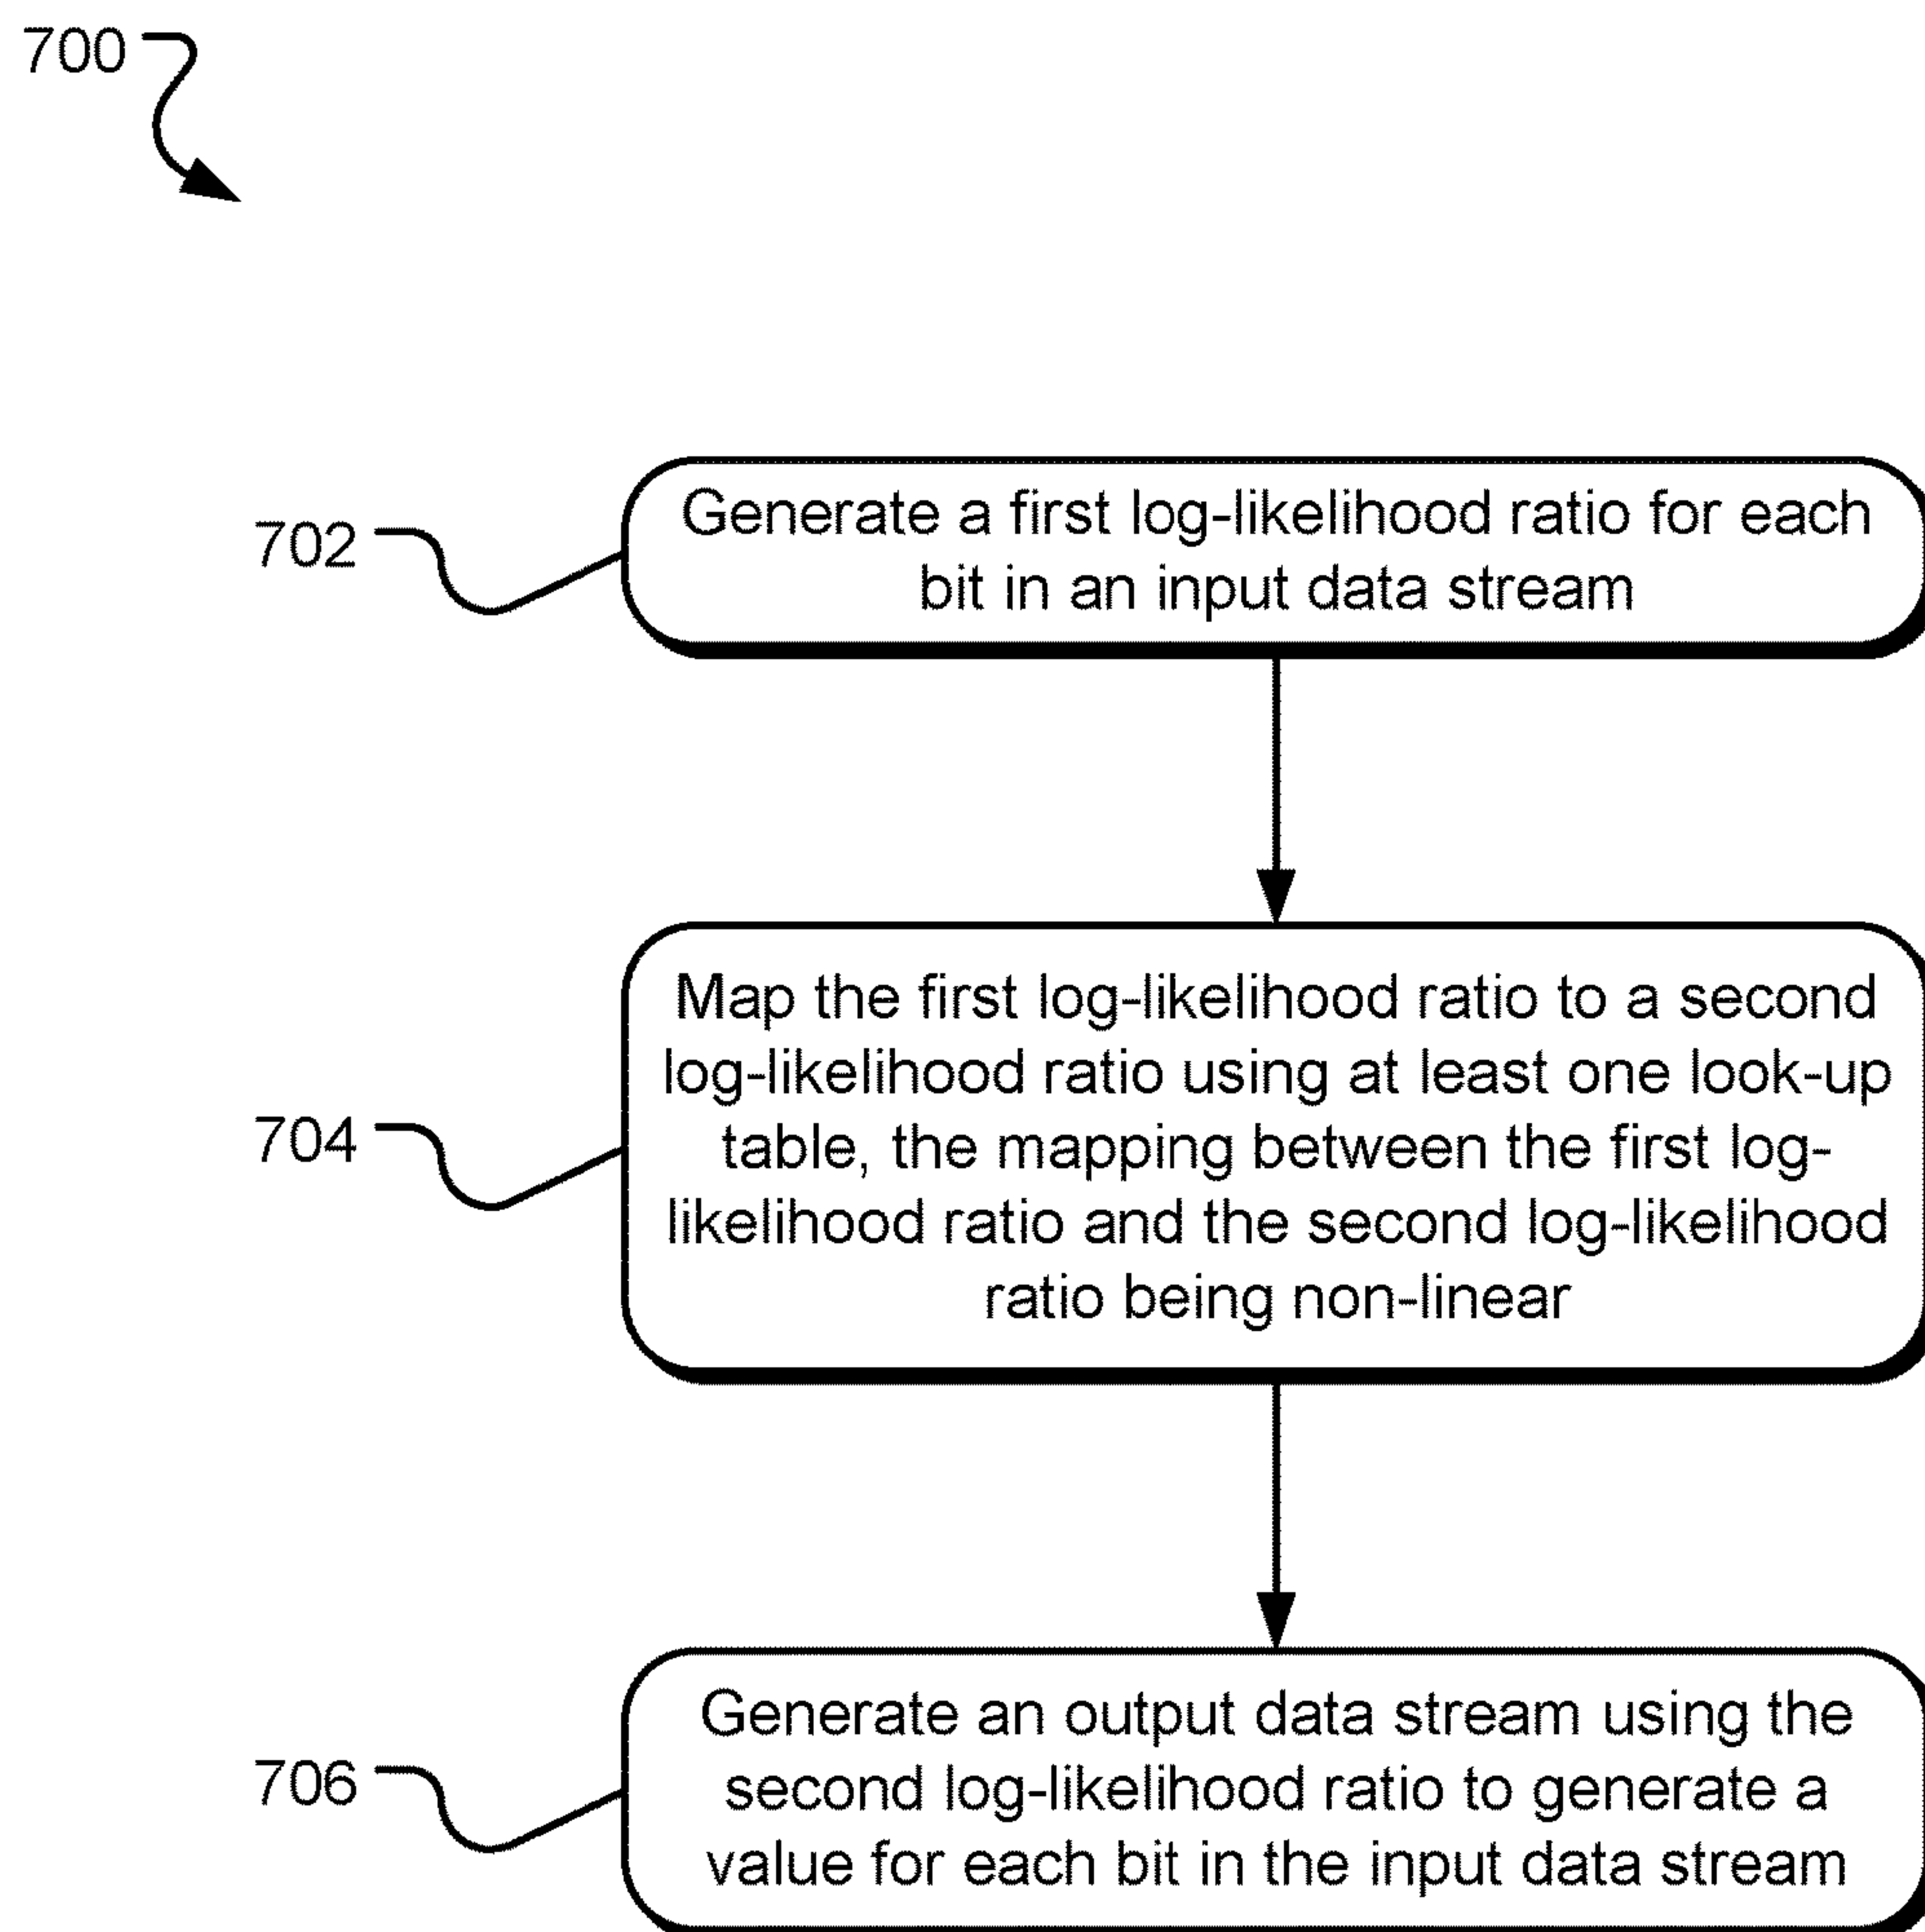 700
702
Generate a first log-likelihood ratio for each
bit in an input data stream
704
Map the first log-likelihood ratio to a second
log-likelihood ratio using at least one look-up
table, the mapping between the first log-
likelihood ratio and the second log-likelihood
ratio being non-linear
706
Generate an output data stream using the
second log-likelihood ratio to generate a
value for each bit in the input data stream